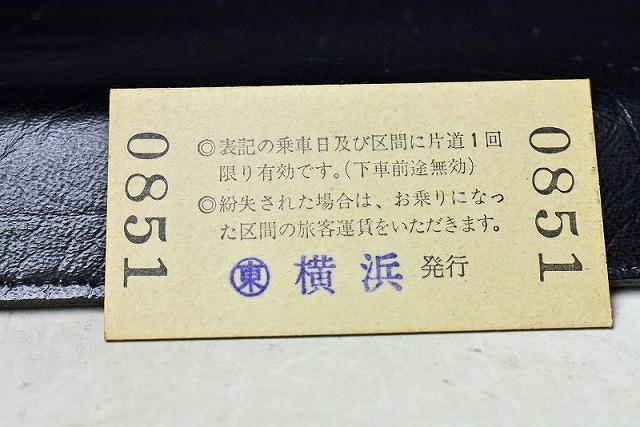 0851
◎表記の乗車日及び区間に片道1回
限り有効です。(下車前途無効)
◎紛失された場合は、お乗りになっ
た区間の旅客運賃をいただきます。
㊞東 横浜 発行
0851